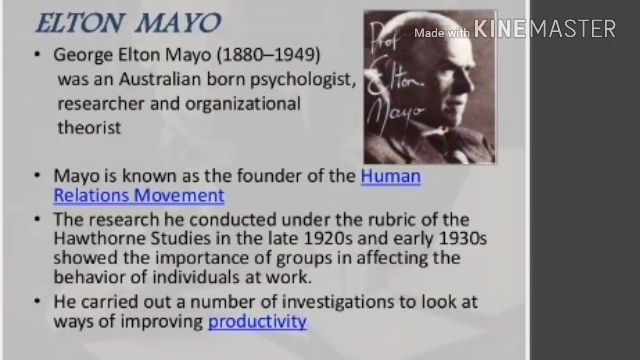 Made with KINEMASTER
ELTON MAYO
• George Elton Mayo (1880–1949)
was an Australian born psychologist,
researcher and organizational
theorist
Prof
Elton
Mayo
• Mayo is known as the founder of the Human
Relations Movement
• The research he conducted under the rubric of the
Hawthorne Studies in the late 1920s and early 1930s
showed the importance of groups in affecting the
behavior of individuals at work.
• He carried out a number of investigations to look at
ways of improving productivity